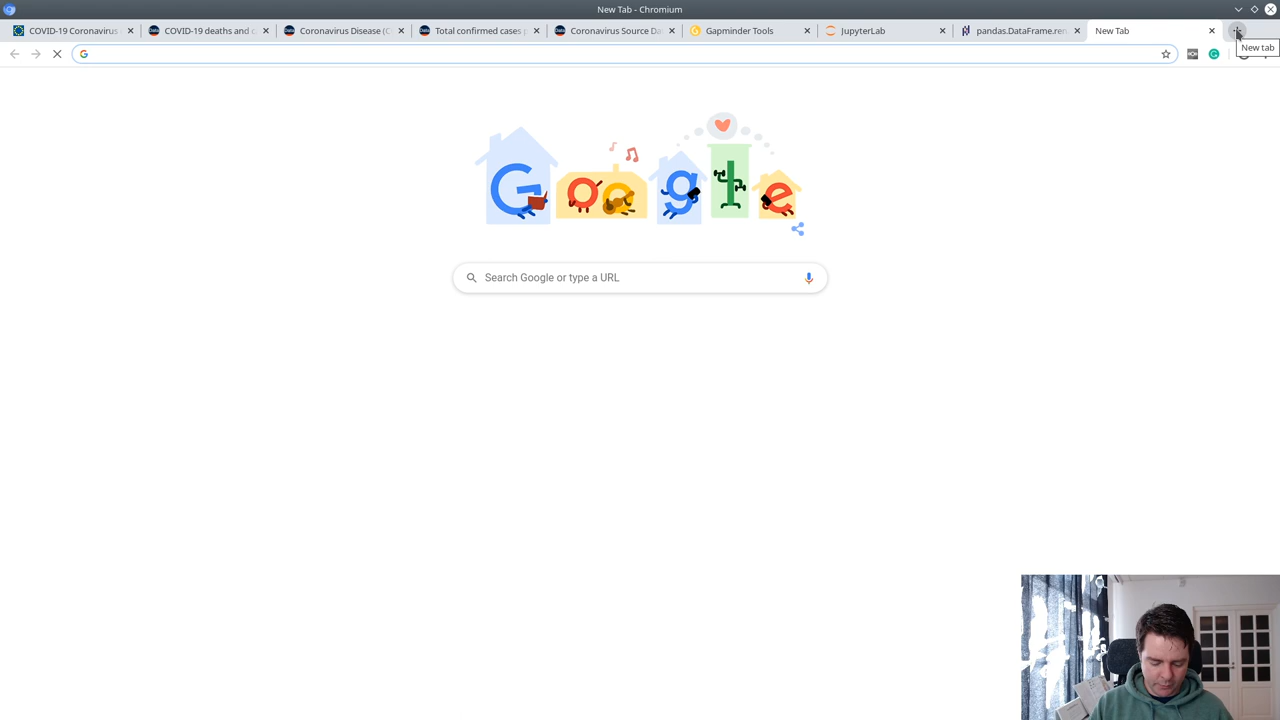 New Tab - Chromium
COVID-19 Coronavirus
COVID-19 deaths and c
Coronavirus Disease (C
Total confirmed cases p
Coronavirus Source Da
Gapminder Tools
JupyterLab
pandas.DataFrame.ren
New Tab
New tab
Google
Search Google or type a URL